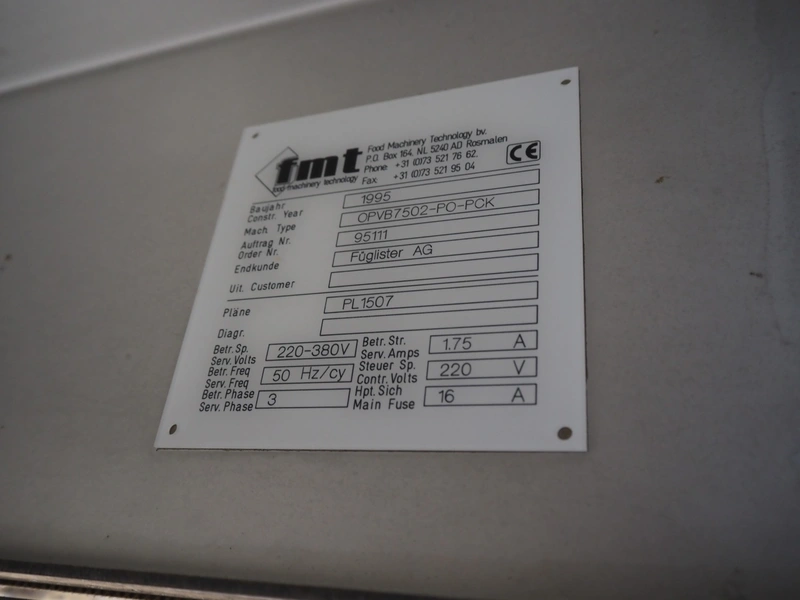 fmt
food machinery technology
Food Machinery Technology bv.
P.O. Box 164, NL 5240 AD Rosmalen
Phone +31 (0)73 521 76 62.
Fax +31 (0)73 521 95 04
CE
Baujahr
Constr. Year
1995
Mach. Type
OPVB7502-PO-PCK
Auftrag Nr.
Order Nr.
95111
Endkunde
Füglister AG
Uit. Customer
Pläne
PL1507
Diagr.
Betr. Sp.
Serv. Volts
220-380V
Betr. Str.
Serv. Amps
1.75 A
Betr. Freq
Serv. Freq
50 Hz/cy
Steuer Sp.
Contr. Volts
220 V
Betr. Phase
Serv. Phase
3
Hpt. Sich
Main Fuse
16 A